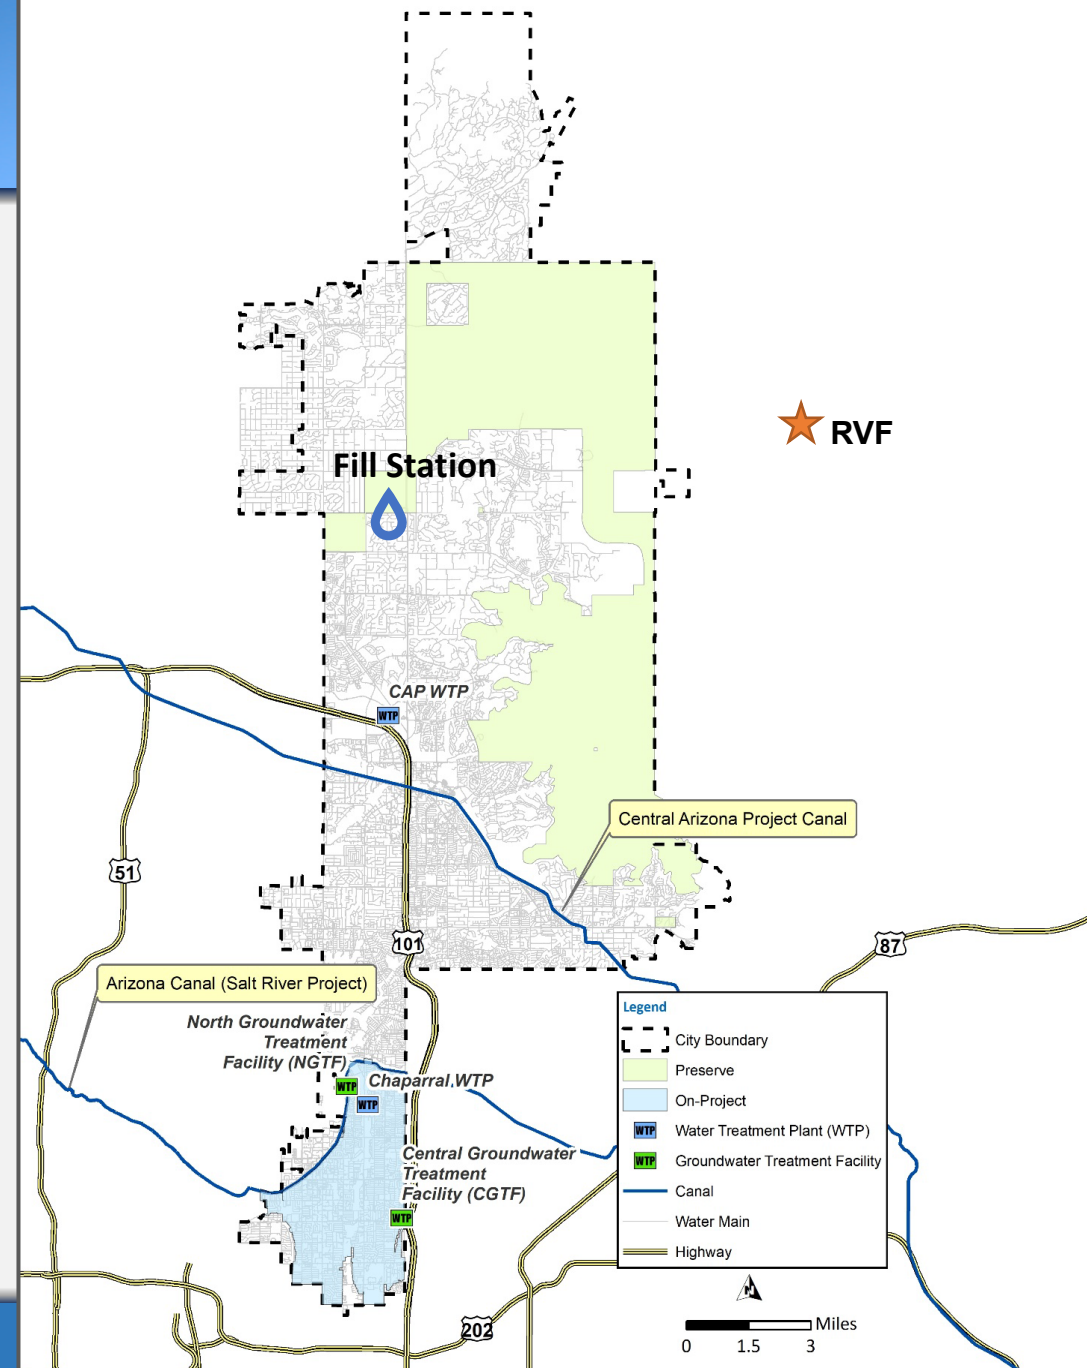 RVF
Fill Station
CAP WTP
WTP
Central Arizona Project Canal
51
101
87
Arizona Canal (Salt River Project)
North Groundwater
Treatment
Facility (NGTF)
WTP
Chaparral WTP
WTP
Central Groundwater
Treatment
Facility (CGTF)
WTP
202
Legend
City Boundary
Preserve
On-Project
WTP Water Treatment Plant (WTP)
WTP Groundwater Treatment Facility
Canal
Water Main
Highway
N
Miles
0 1.5 3